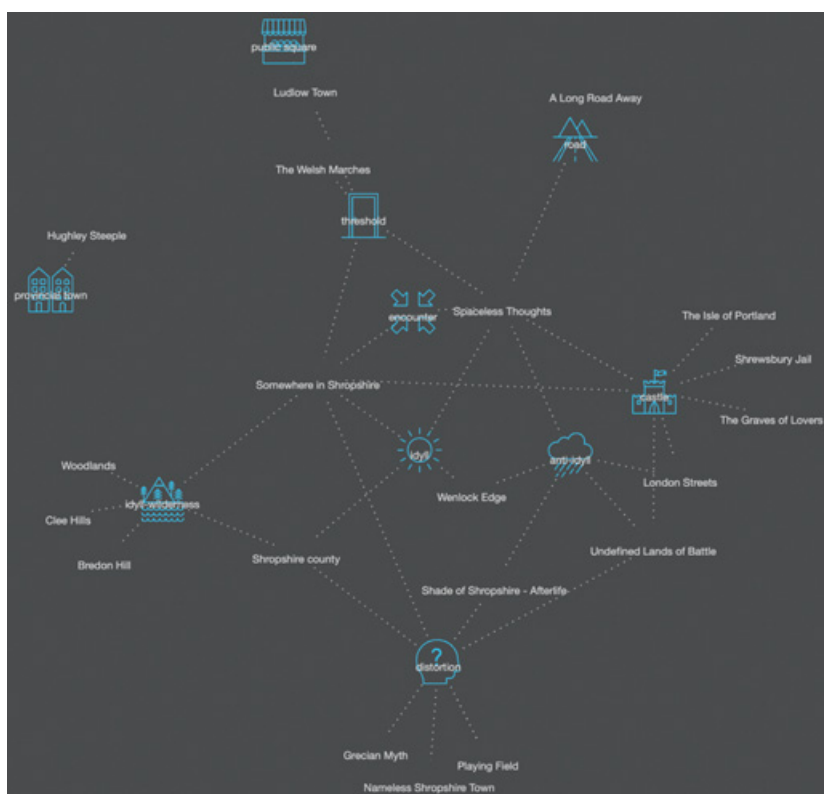 public square
Ludlow Town
A Long Road Away
road
The Welsh Marches
threshold
Hughley Steeple
provincial town
encounter
Spaceless Thoughts
The Isle of Portland
Shrewsbury Jail
Somewhere in Shropshire
castle
The Graves of Lovers
idyll
anti-idyll
Woodlands
London Streets
Wenlock Edge
idyll-wilderness
Clee Hills
Undefined Lands of Battle
Shropshire county
Bredon Hill
Shade of Shropshire - Afterlife
?
distortion
Grecian Myth
Playing Field
Nameless Shropshire Town